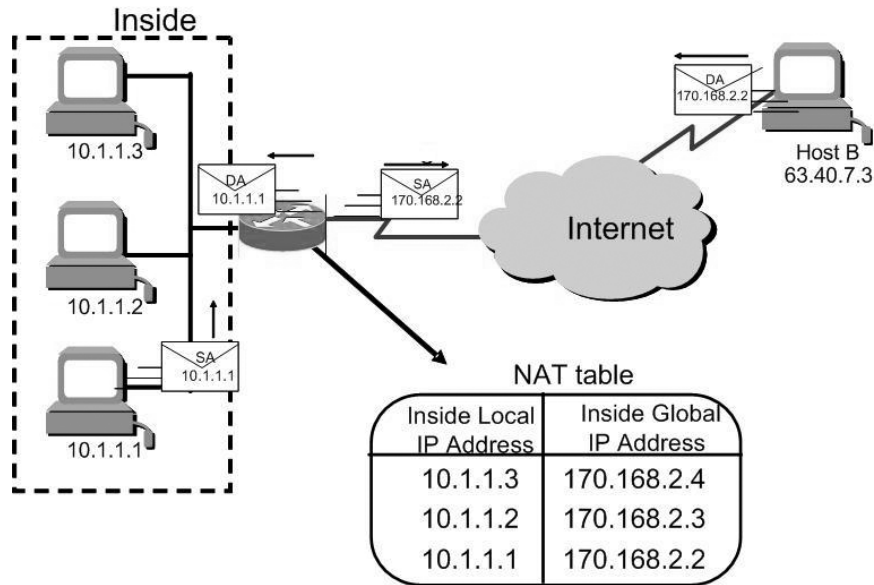 Inside
10.1.1.3
DA
10.1.1.1
SA
170.168.2.2
DA
170.168.2.2
Host B
63.40.7.3
Internet
10.1.1.2
SA
10.1.1.1
10.1.1.1
NAT table
Inside Local
IP Address
Inside Global
IP Address
10.1.1.3 170.168.2.4
10.1.1.2 170.168.2.3
10.1.1.1 170.168.2.2